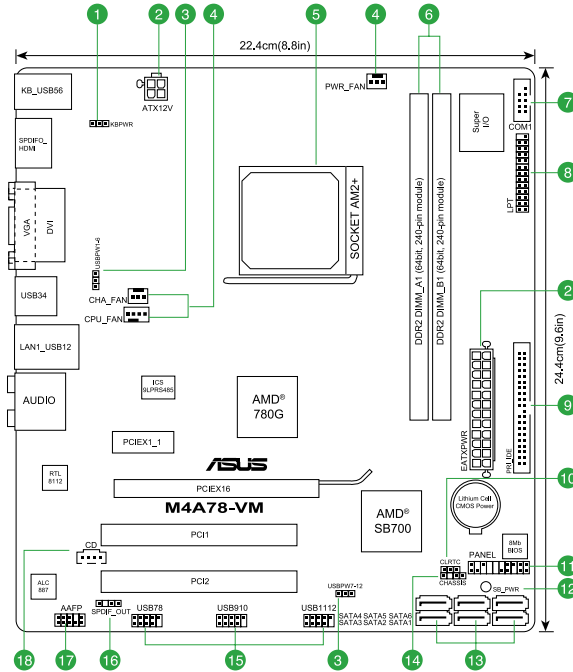 1
2
3
4
5
4
6
22.4cm(8.8in)
KB_USB56
ATX12V
PWR_FAN
KBPWR
Super
I/O
COM1
7
SPDIFO_
HDMI
8
LPT
VGA
DVI
SOCKET AM2+
DDR2 DIMM_A1 (64bit, 240-pin module)
DDR2 DIMM_B1 (64bit, 240-pin module)
USBPW1-6
USB34
CHA_FAN
CPU_FAN
2
LAN1_USB12
24.4cm(9.6in)
AUDIO
ICS
9LPRS485
AMD®
780G
9
EATXPWR
PRI_IDE
PCIEX1_1
ASUS
RTL
8112
PCIEX16
M4A78-VM
10
Lithium Cell
CMOS Power
AMD®
SB700
PCI1
CD
18
8Mb
BIOS
CLRTC
PANEL
11
CHASSIS
ALC
887
PCI2
USBPW7-12
SB_PWR
12
AAFP
SPDIF_OUT
USB78
USB910
USB1112
SATA4 SATA5 SATA6
SATA3 SATA2 SATA1
17
16
15
3
14
13